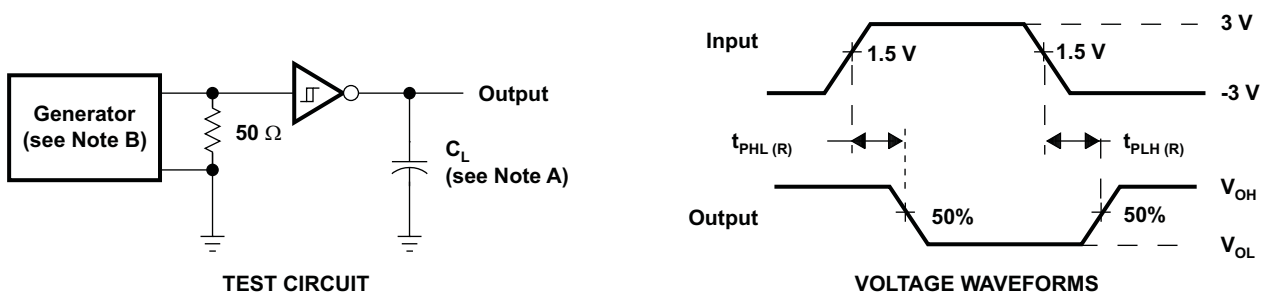 Generator
(see Note B)
50 Ω
Output
C_L
(see Note A)
TEST CIRCUIT
Input
1.5 V
1.5 V
3 V
-3 V
t_PHL (R)
t_PLH (R)
Output
50%
50%
V_OH
V_OL
VOLTAGE WAVEFORMS